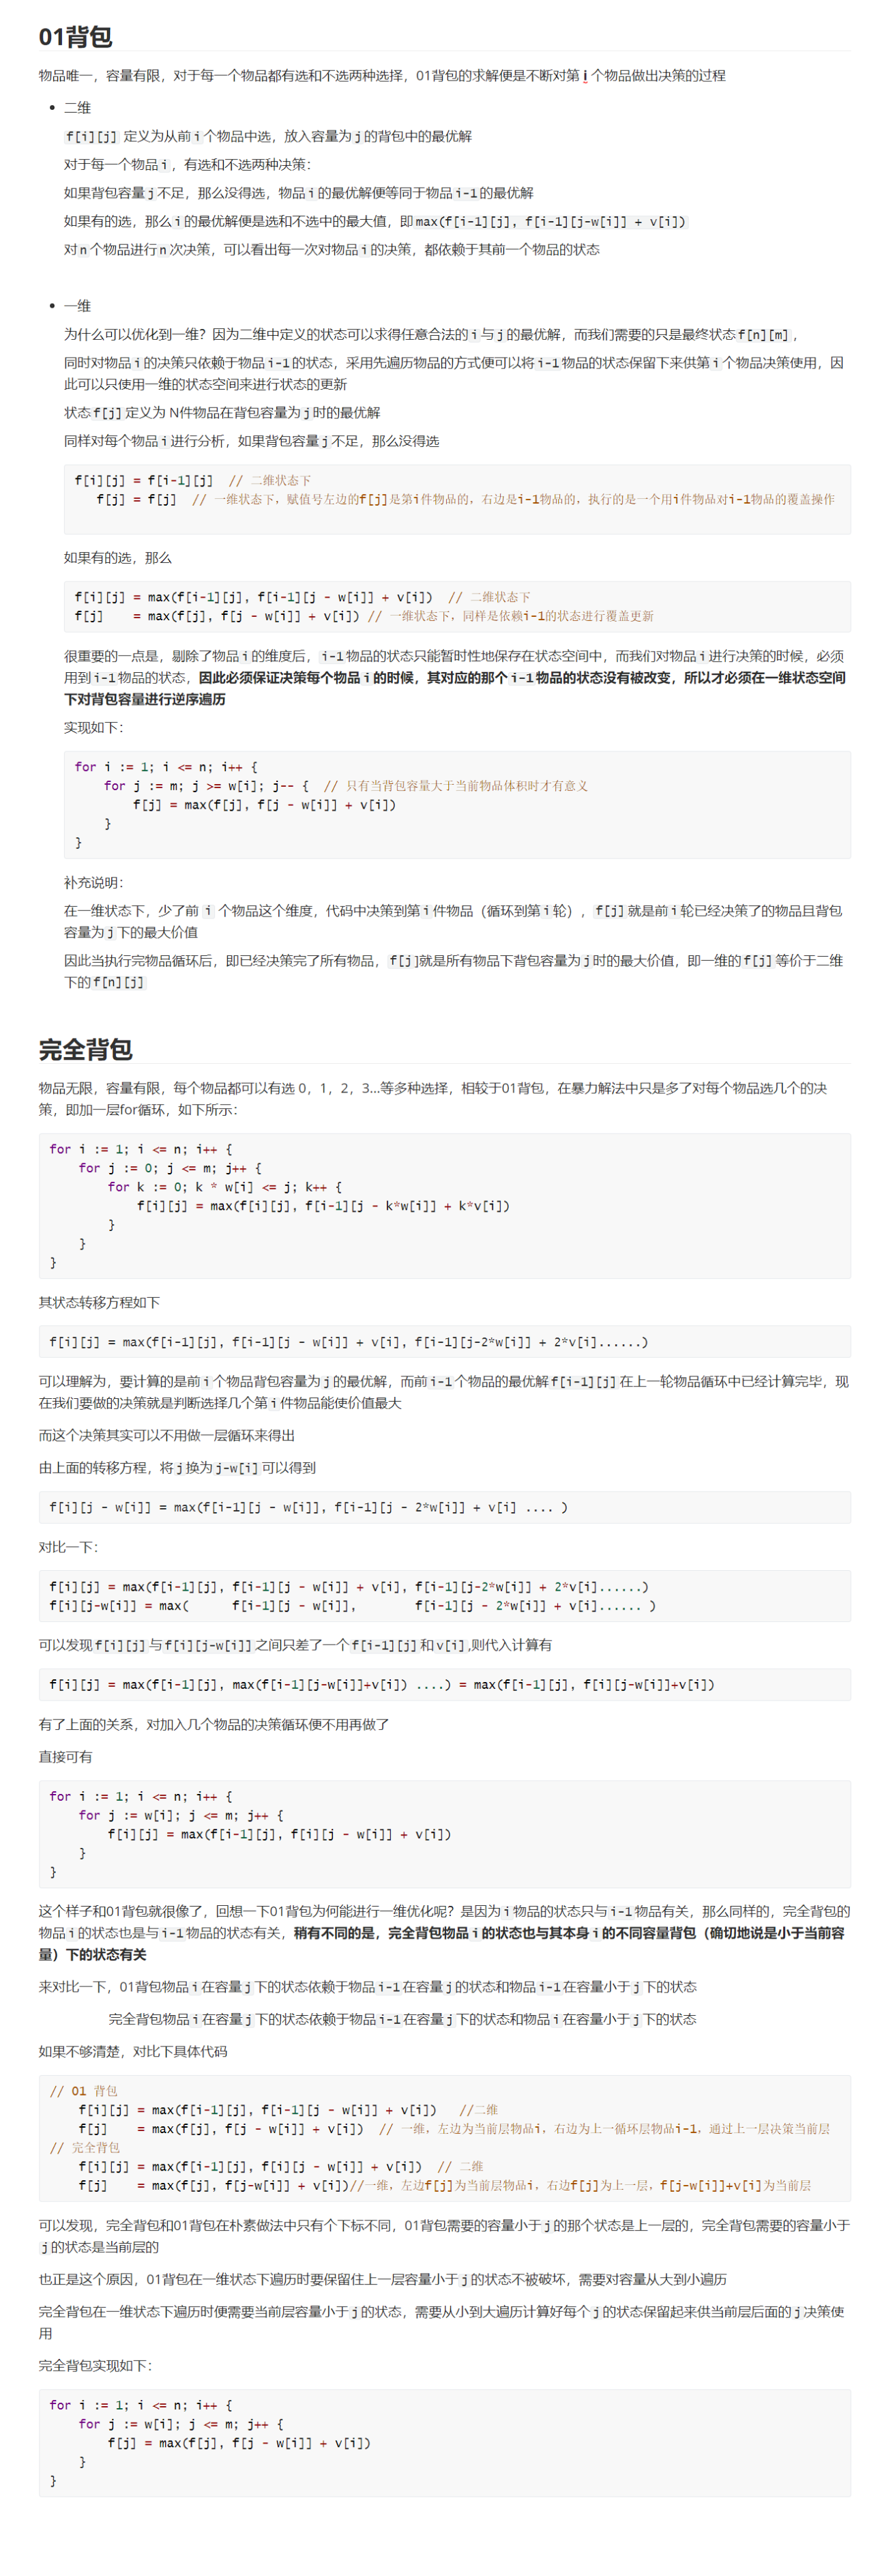 01背包
物品唯一，容量有限，对于每一个物品都有选和不选两种选择，01背包的求解便是不断对第 i 个物品做出决策的过程
二维
f[i][j] 定义为从前i个物品中选，放入容量为j的背包中的最优解
对于每一个物品i，有选和不选两种决策：
如果背包容量j不足，那么没得选，物品i的最优解便等同于物品i-1的最优解
如果有的选，那么i的最优解便是选和不选中的最大值，即max(f[i-1][j], f[i-1][j-w[i]] + v[i])
对n个物品进行n次决策，可以看出每一次对物品i的决策，都依赖于其前一个物品的状态
一维
为什么可以优化到一维？因为二维中定义的状态可以求得任意合法的i与j的最优解，而我们需要的只是最终状态f[n][m]，
同时对物品i的决策只依赖于物品i-1的状态，采用先遍历物品的方式便可以将i-1物品的状态保留下来供第i个物品决策使用，因
此可以只使用一维的状态空间来进行状态的更新
状态f[j]定义为 N件物品在背包容量为j时的最优解
同样对每个物品i进行分析，如果背包容量j不足，那么没得选
f[i][j] = f[i-1][j]  // 二维状态下
   f[j] = f[j]  // 一维状态下，赋值号左边的f[j]是第i件物品的，右边是i-1物品的，执行的是一个用i件物品对i-1物品的覆盖操作
如果有的选，那么
f[i][j] = max(f[i-1][j], f[i-1][j - w[i]] + v[i])  // 二维状态下
f[j]    = max(f[j], f[j - w[i]] + v[i]) // 一维状态下，同样是依赖i-1的状态进行覆盖更新
很重要的一点是，剔除了物品i的维度后，i-1物品的状态只能暂时性地保存在状态空间中，而我们对物品i进行决策的时候，必须
用到i-1物品的状态，因此必须保证决策每个物品i的时候，其对应的那个i-1物品的状态没有被改变，所以才必须在一维状态空间
下对背包容量进行逆序遍历
实现如下：
for i := 1; i <= n; i++ {
    for j := m; j >= w[i]; j-- {  // 只有当背包容量大于当前物品体积时才有意义
        f[j] = max(f[j], f[j - w[i]] + v[i])
    }
}
补充说明：
在一维状态下，少了前 i 个物品这个维度，代码中决策到第i件物品（循环到第i轮），f[j]就是前i轮已经决策了的物品且背包
容量为j下的最大价值
因此当执行完物品循环后，即已经决策完了所有物品，f[j]就是所有物品下背包容量为j时的最大价值，即一维的f[j]等价于二维
下的f[n][j]
完全背包
物品无限，容量有限，每个物品都可以有选 0，1，2，3...等多种选择，相较于01背包，在暴力解法中只是多了对每个物品选几个的决
策，即加一层for循环，如下所示：
for i := 1; i <= n; i++ {
    for j := 0; j <= m; j++ {
        for k := 0; k * w[i] <= j; k++ {
            f[i][j] = max(f[i][j], f[i-1][j - k*w[i]] + k*v[i])
        }
    }
}
其状态转移方程如下
f[i][j] = max(f[i-1][j], f[i-1][j - w[i]] + v[i], f[i-1][j-2*w[i]] + 2*v[i]......)
可以理解为，要计算的是前i个物品背包容量为j的最优解，而前i-1个物品的最优解f[i-1][j]在上一轮物品循环中已经计算完毕，现
在我们要做的决策就是判断选择几个第i件物品能使价值最大
而这个决策其实可以不用做一层循环来得出
由上面的转移方程，将j换为j-w[i]可以得到
f[i][j - w[i]] = max(f[i-1][j - w[i]], f[i-1][j - 2*w[i]] + v[i] .... )
对比一下：
f[i][j] = max(f[i-1][j], f[i-1][j - w[i]] + v[i], f[i-1][j-2*w[i]] + 2*v[i]......)
f[i][j-w[i]] = max(      f[i-1][j - w[i]],        f[i-1][j - 2*w[i]] + v[i]...... )
可以发现f[i][j]与f[i][j-w[i]]之间只差了一个f[i-1][j]和v[i],则代入计算有
f[i][j] = max(f[i-1][j], max(f[i-1][j-w[i]]+v[i]) ....) = max(f[i-1][j], f[i][j-w[i]]+v[i])
有了上面的关系，对加入几个物品的决策循环便不用再做了
直接可有
for i := 1; i <= n; i++ {
    for j := w[i]; j <= m; j++ {
        f[i][j] = max(f[i-1][j], f[i][j - w[i]] + v[i])
    }
}
这个样子和01背包就很像了，回想一下01背包为何能进行一维优化呢？是因为i物品的状态只与i-1物品有关，那么同样的，完全背包的
物品i的状态也是与i-1物品的状态有关，稍有不同的是，完全背包物品i的状态也与其本身i的不同容量背包（确切地说是小于当前容
量）下的状态有关
来对比一下，01背包物品i在容量j下的状态依赖于物品i-1在容量j的状态和物品i-1在容量小于j下的状态
完全背包物品i在容量j下的状态依赖于物品i-1在容量j下的状态和物品i在容量小于j下的状态
如果不够清楚，对比下具体代码
// 01 背包
    f[i][j] = max(f[i-1][j], f[i-1][j - w[i]] + v[i])   //二维
    f[j]    = max(f[j], f[j - w[i]] + v[i])  // 一维，左边为当前层物品i，右边为上一循环层物品i-1，通过上一层决策当前层
// 完全背包
    f[i][j] = max(f[i-1][j], f[i][j - w[i]] + v[i])  // 二维
    f[j]    = max(f[j], f[j-w[i]] + v[i])//一维，左边f[j]为当前层物品i，右边f[j]为上一层，f[j-w[i]]+v[i]为当前层
可以发现，完全背包和01背包在朴素做法中只有个下标不同，01背包需要的容量小于j的那个状态是上一层的，完全背包需要的容量小于
j的状态是当前层的
也正是这个原因，01背包在一维状态下遍历时要保留住上一层容量小于j的状态不被破坏，需要对容量从大到小遍历
完全背包在一维状态下遍历时便需要当前层容量小于j的状态，需要从小到大遍历计算好每个j的状态保留起来供当前层后面的j决策使
用
完全背包实现如下：
for i := 1; i <= n; i++ {
    for j := w[i]; j <= m; j++ {
        f[j] = max(f[j], f[j - w[i]] + v[i])
    }
}